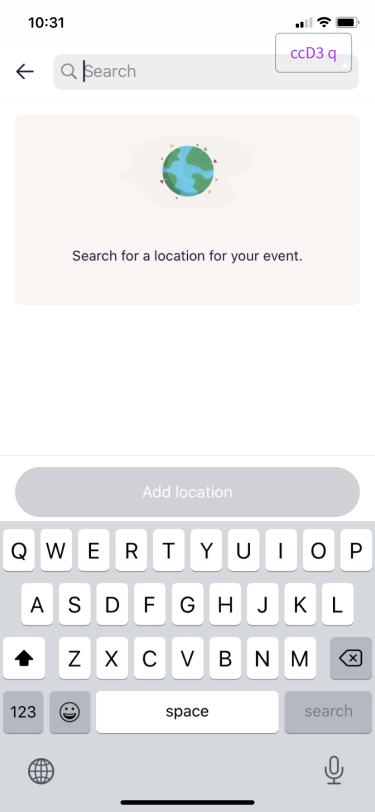 10:31
ccD3 q
Search
Search for a location for your event.
Add location
Q W E R T Y U I O P
A S D F G H J K L
Z X C V B N M
123 space search